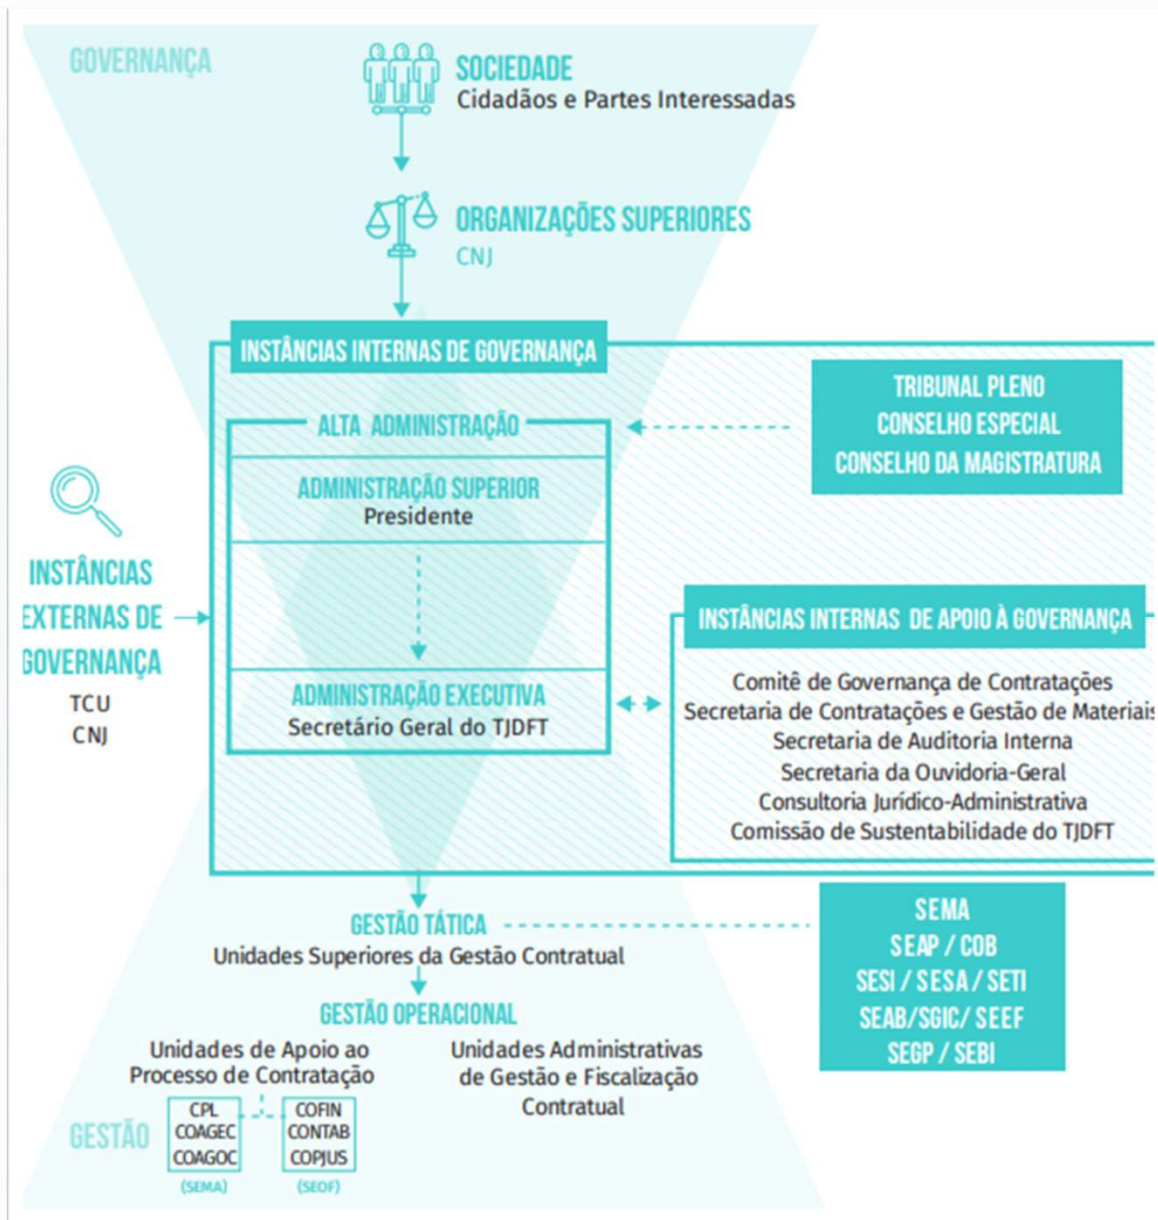 GOVERNANÇA
SOCIEDADE
Cidadãos e Partes Interessadas
ORGANIZAÇÕES SUPERIORES
CNJ
INSTÂNCIAS INTERNAS DE GOVERNANÇA
TRIBUNAL PLENO
CONSELHO ESPECIAL
CONSELHO DA MAGISTRATURA
ALTA ADMINISTRAÇÃO
ADMINISTRAÇÃO SUPERIOR
Presidente
INSTÂNCIAS
EXTERNAS DE
GOVERNANÇA
TCU
CNJ
ADMINISTRAÇÃO EXECUTIVA
Secretário Geral do TJDFT
INSTÂNCIAS INTERNAS DE APOIO À GOVERNANÇA
Comitê de Governança de Contratações
Secretaria de Contratações e Gestão de Materiais
Secretaria de Auditoria Interna
Secretaria da Ouvidoria-Geral
Consultoria Jurídico-Administrativa
Comissão de Sustentabilidade do TJDFT
GESTÃO TÁTICA
Unidades Superiores da Gestão Contratual
SEMA
SEAP / COB
SESI / SESA / SETI
SEAB/SGIC/ SEEF
SEGP / SEBI
GESTÃO OPERACIONAL
Unidades de Apoio ao
Processo de Contratação
Unidades Administrativas
de Gestão e Fiscalização
Contratual
GESTÃO
CPL
COAGEC
COAGOC
(SEMA)
COFIN
CONTAB
COPJUS
(SEOF)